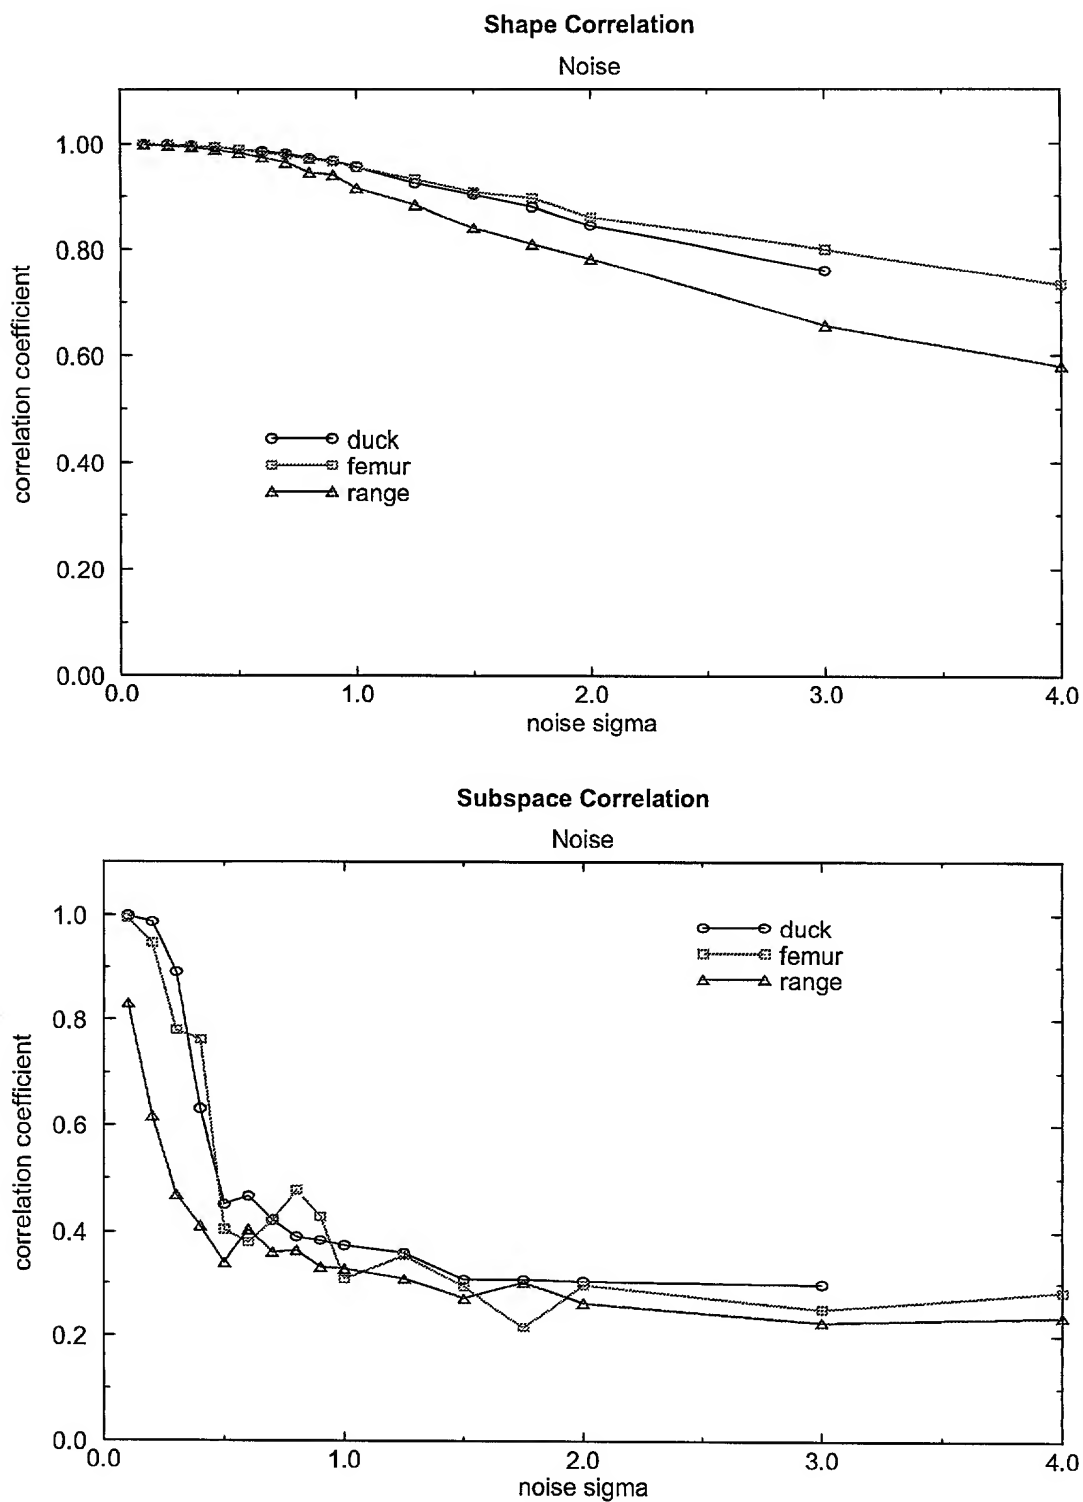 Shape Correlation
Noise
1.00
0.80
0.60
0.40
0.20
0.00
correlation coefficient
duck
femur
range
0.0 1.0 2.0 3.0 4.0
noise sigma
Subspace Correlation
Noise
1.0
0.8
0.6
0.4
0.2
0.0
correlation coefficient
duck
femur
range
0.0 1.0 2.0 3.0 4.0
noise sigma